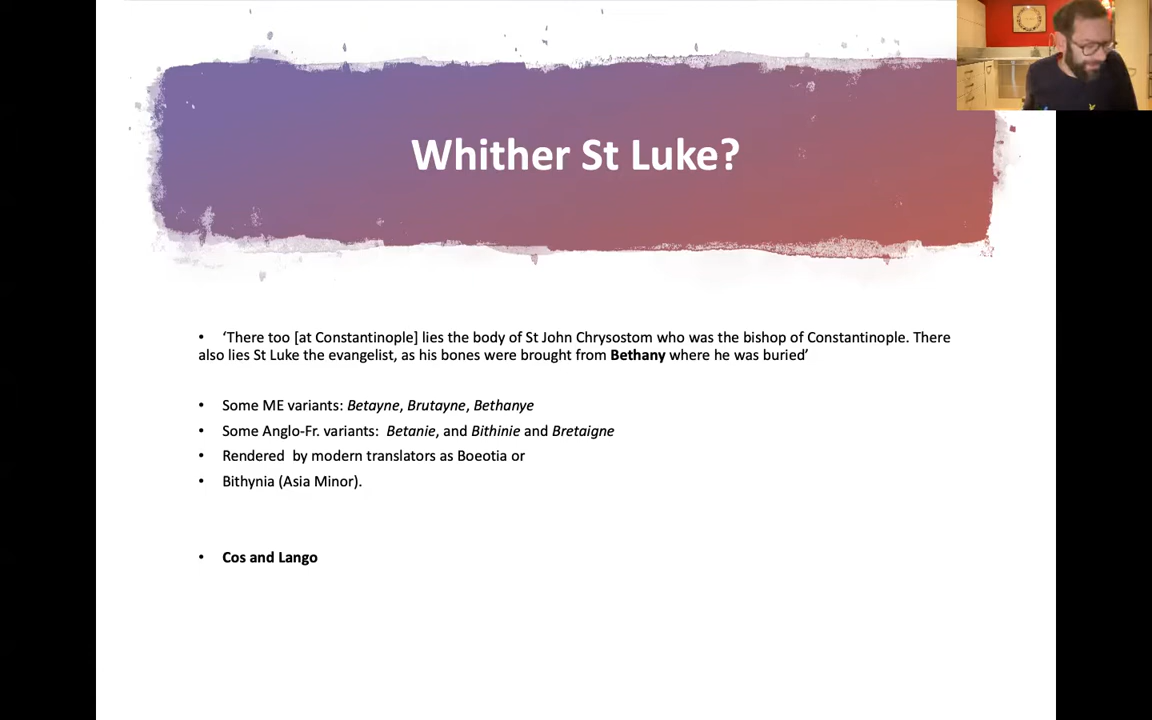 Whither St Luke?
• ‘There too [at Constantinople] lies the body of St John Chrysostom who was the bishop of Constantinople. There
also lies St Luke the evangelist, as his bones were brought from Bethany where he was buried’
• Some ME variants: Betayne, Brutayne, Bethanye
• Some Anglo-Fr. variants: Betanie, and Bithinie and Bretaigne
• Rendered by modern translators as Boeotia or
• Bithynia (Asia Minor).
• Cos and Lango